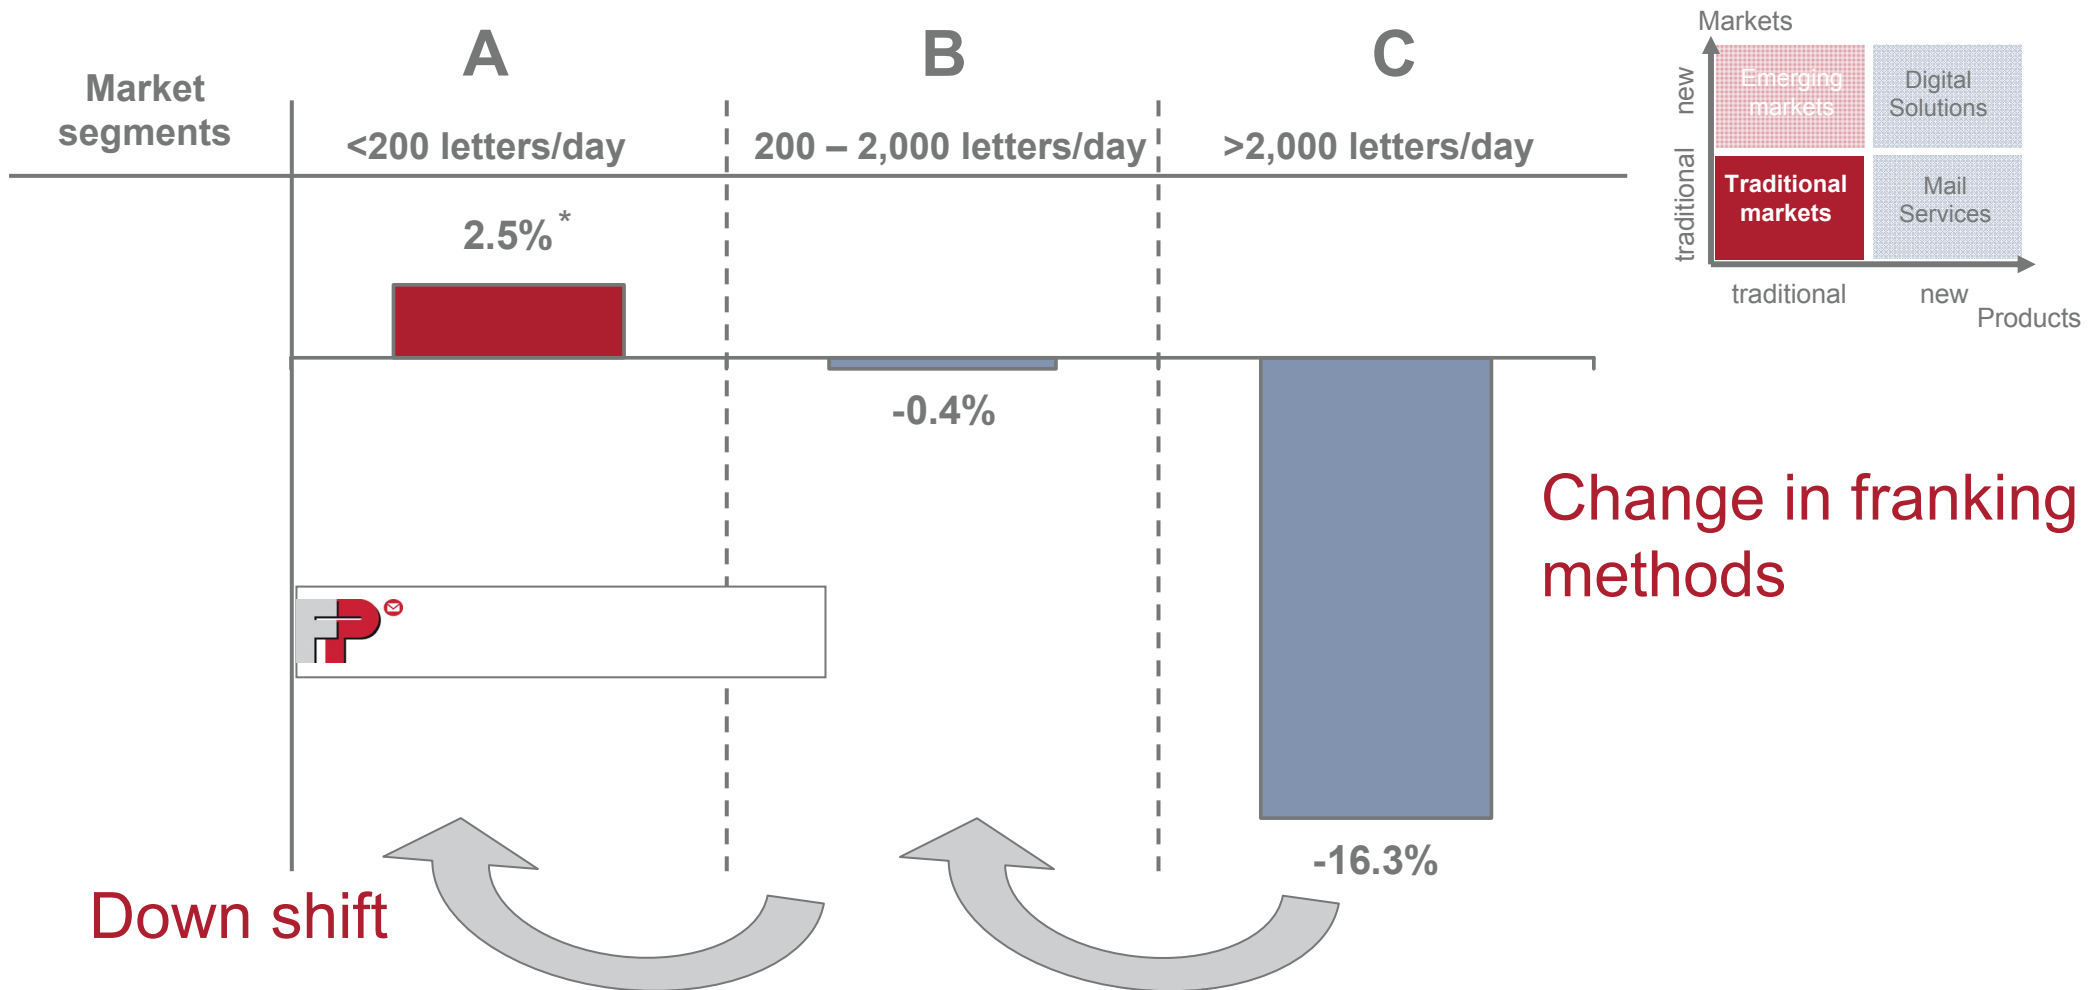 A
B
C
Market
segments
<200 letters/day
200 – 2,000 letters/day
>2,000 letters/day
2.5% *
-0.4%
-16.3%
Change in franking
methods
FP
Down shift
Markets
new
traditional
Emerging
markets
Digital
Solutions
Traditional
markets
Mail
Services
traditional
new
Products